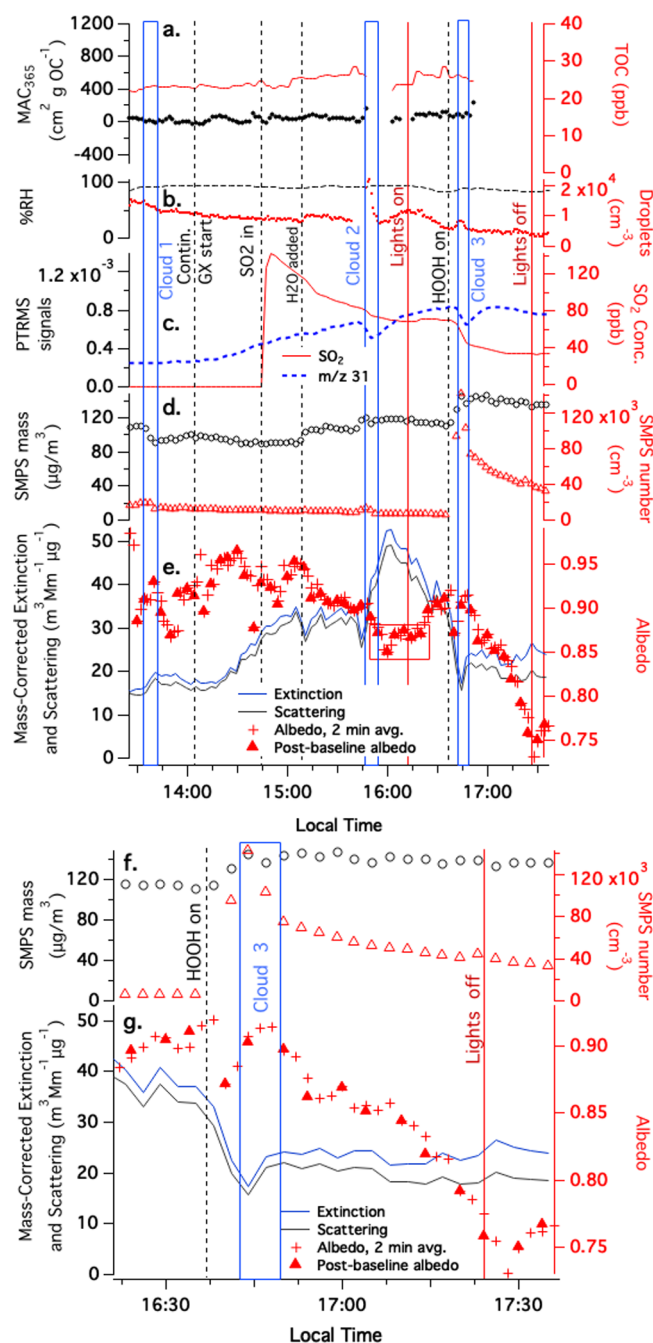 a.
1200
800
400
0
-400
MAC365
(cm² g OC⁻¹)
40
30
20
10
0
TOC
(ppb)
b.
100
0
%RH
2 x10⁴
1
0
Droplets
(cm⁻³)
Cloud 1
Contin.
GX start
SO2 in
H2O added
Cloud 2
Lights on
HOOH on
Cloud 3
Lights off
c.
1.2 x10⁻³
0.8
0.4
0.0
PTRMS
signals
120
80
40
0
SO₂ Conc.
(ppb)
SO₂
m/z 31
d.
120
60
0
SMPS mass
(µg/m³)
120 x10³
80
40
0
SMPS number
(cm⁻³)
e.
50
40
30
20
10
0
Mass-Corrected Extinction
and Scattering (m³ Mm⁻¹ µg⁻¹)
0.95
0.90
0.85
0.80
0.75
Albedo
Extinction
Scattering
Albedo, 2 min avg.
Post-baseline albedo
14:00
15:00
16:00
17:00
Local Time
f.
120
80
40
0
SMPS mass
(µg/m³)
120 x10³
80
40
0
SMPS number
(cm⁻³)
HOOH on
Cloud 3
Lights off
g.
50
40
30
20
10
0
Mass-Corrected Extinction
and Scattering (m³ Mm⁻¹ µg⁻¹)
0.90
0.85
0.80
0.75
Albedo
Extinction
Scattering
Albedo, 2 min avg.
Post-baseline albedo
16:30
17:00
17:30
Local Time